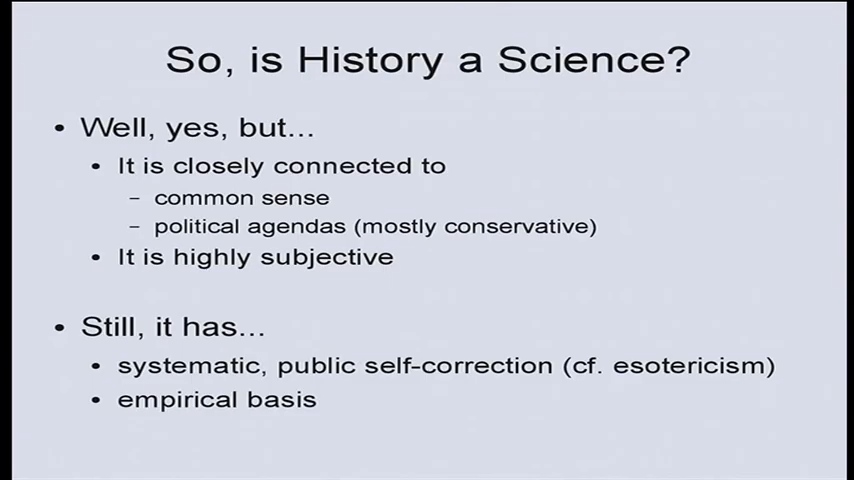 So, is History a Science?
• Well, yes, but...
• It is closely connected to
– common sense
– political agendas (mostly conservative)
• It is highly subjective
• Still, it has...
• systematic, public self-correction (cf. esotericism)
• empirical basis